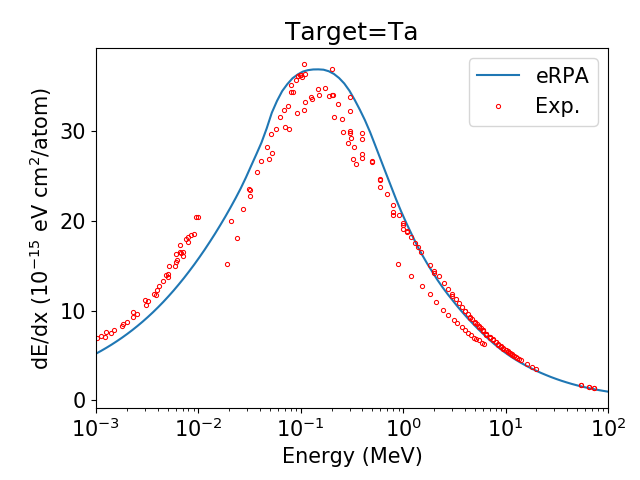 Target=Ta
eRPA
Exp.
dE/dx (10⁻¹⁵ eV cm²/atom)
30
20
10
0
10⁻³ 10⁻² 10⁻¹ 10⁰ 10¹ 10²
Energy (MeV)